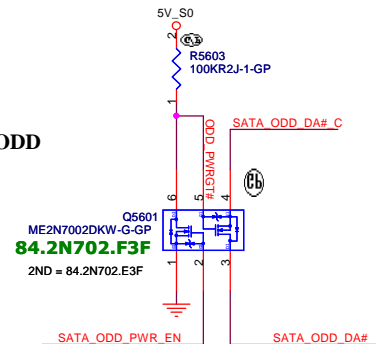 5V_S0
2
R5603
100KR2J-1-GP
1
ODD
ODD_PWRGT#
SATA_ODD_DA#_C
6
5
4
Q5601
ME2N7002DKW-G-GP
84.2N702.F3F
2ND = 84.2N702.E3F
1
2
3
SATA_ODD_PWR_EN
SATA_ODD_DA#